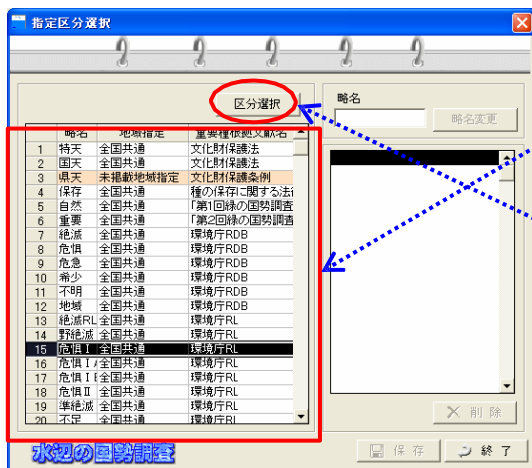 指定区分選択
区分選択
略名
略名変更
略名 地域指定 重要種根拠文献名
1 特天 全国共通 文化財保護法
2 国天 全国共通 文化財保護法
3 県天 未掲載地域指定 文化財保護条例
4 保存 全国共通 種の保存に関する法
5 自然 全国共通 「第1回緑の国勢調査
6 重要 全国共通 「第2回緑の国勢調査
7 絶滅 全国共通 環境庁RDB
8 危惧 全国共通 環境庁RDB
9 危急 全国共通 環境庁RDB
10 希少 全国共通 環境庁RDB
11 不明 全国共通 環境庁RDB
12 地域 全国共通 環境庁RDB
13 絶滅RL 全国共通 環境庁RL
14 野絶滅 全国共通 環境庁RL
15 危惧Ⅰ 全国共通 環境庁RL
16 危惧Ⅰ 全国共通 環境庁RL
17 危惧Ⅰ 全国共通 環境庁RL
18 危惧Ⅱ 全国共通 環境庁RL
19 準絶滅 全国共通 環境庁RL
20 不足 全国共通 環境庁RL
削除
水辺の国勢調査
保存
終了